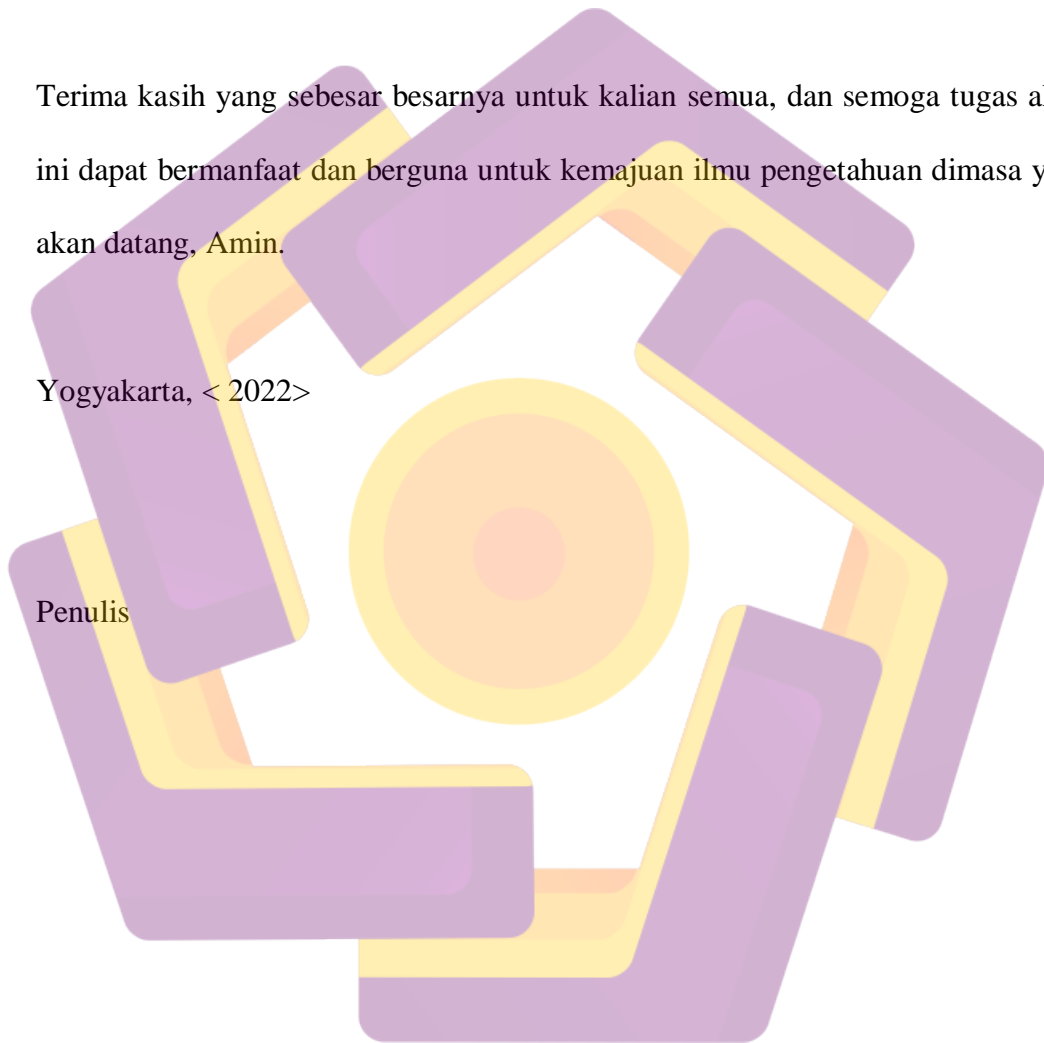 Terima kasih yang sebesar besarnya untuk kalian semua, dan semoga tugas
ini dapat bermanfaat dan berguna untuk kemajuan ilmu pengetahuan dimasa
akan datang, Amin.
Yogyakarta, < 2022>
Penulis